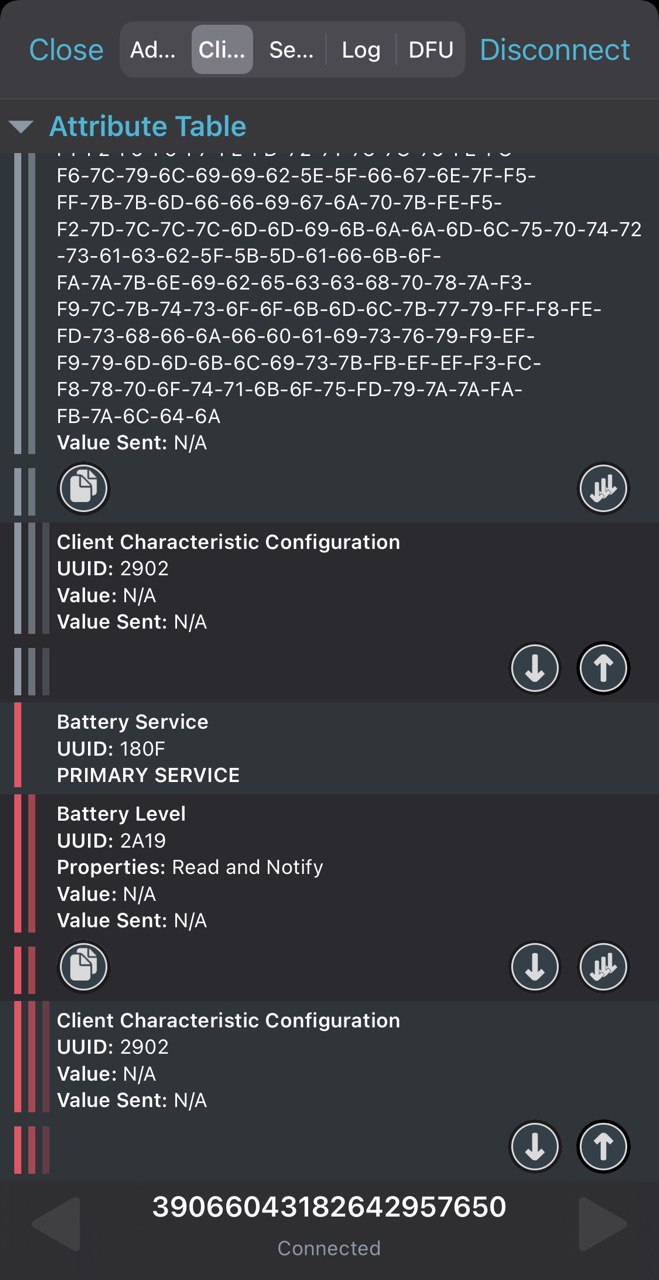 Close
Ad...
Cli...
Se...
Log
DFU
Disconnect
Attribute Table
F6-7C-79-6C-69-69-62-5E-5F-66-67-6E-7F-F5-
FF-7B-7B-6D-66-66-69-67-6A-70-7B-FE-F5-
F2-7D-7C-7C-7C-6D-6D-69-6B-6A-6A-6D-6C-75-70-74-72
-73-61-63-62-5F-5B-5D-61-66-6B-6F-
FA-7A-7B-6E-69-62-65-63-63-68-70-78-7A-F3-
F9-7C-7B-74-73-6F-6F-6B-6D-6C-7B-77-79-FF-F8-FE-
FD-73-68-66-6A-66-60-61-69-73-76-79-F9-EF-
F9-79-6D-6D-6B-6C-69-73-7B-FB-EF-EF-F3-FC-
F8-78-70-6F-74-71-6B-6F-75-FD-79-7A-7A-FA-
FB-7A-6C-64-6A
Value Sent: N/A
Client Characteristic Configuration
UUID: 2902
Value: N/A
Value Sent: N/A
Battery Service
UUID: 180F
PRIMARY SERVICE
Battery Level
UUID: 2A19
Properties: Read and Notify
Value: N/A
Value Sent: N/A
Client Characteristic Configuration
UUID: 2902
Value: N/A
Value Sent: N/A
39066043182642957650
Connected